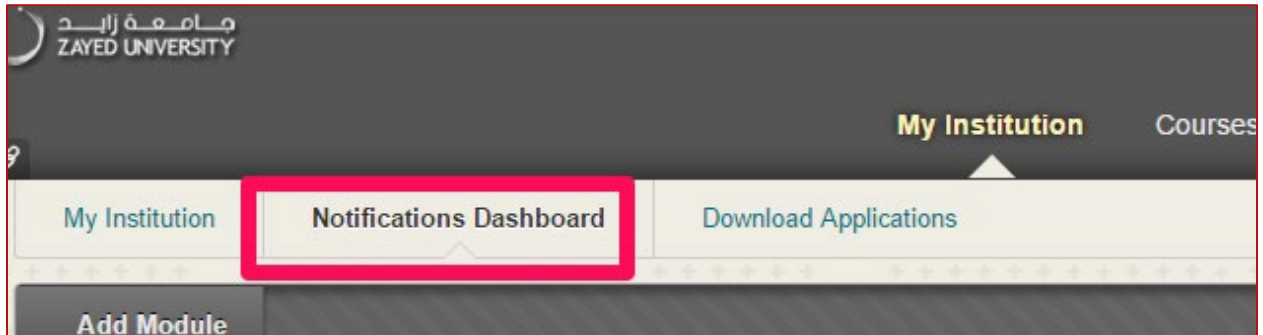 جامعة زايد
ZAYED UNIVERSITY
My Institution Courses
My Institution Notifications Dashboard Download Applications
Add Module